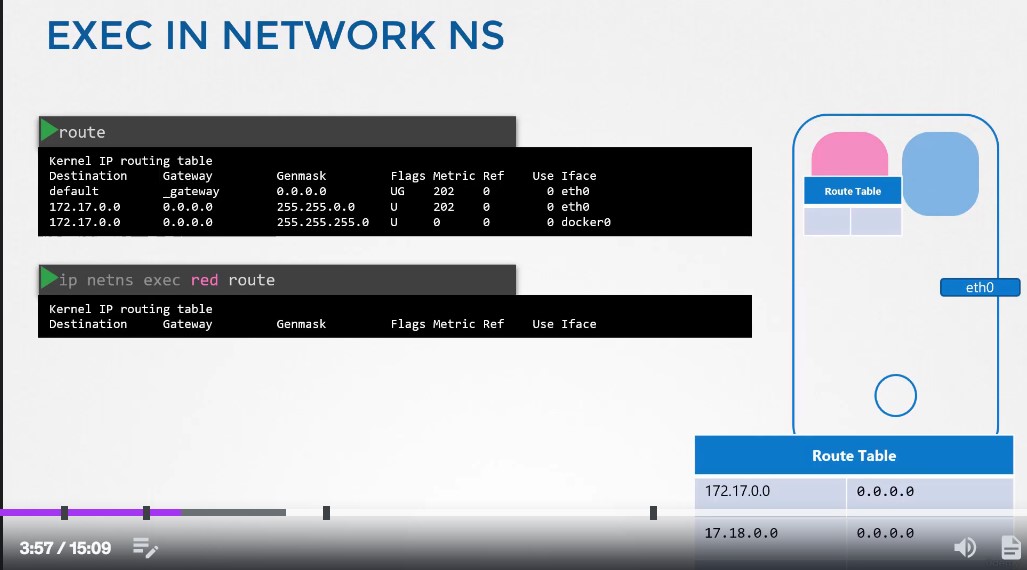 EXEC IN NETWORK NS
route
Kernel IP routing table
Destination Gateway Genmask Flags Metric Ref Use Iface
default _gateway 0.0.0.0 UG 202 0 0 eth0
172.17.0.0 0.0.0.0 255.255.0.0 U 202 0 0 eth0
172.17.0.0 0.0.0.0 255.255.255.0 U 0 0 0 docker0
ip netns exec red route
Kernel IP routing table
Destination Gateway Genmask Flags Metric Ref Use Iface
Route Table
eth0
Route Table
172.17.0.0 0.0.0.0
17.18.0.0 0.0.0.0
3:57 / 15:09